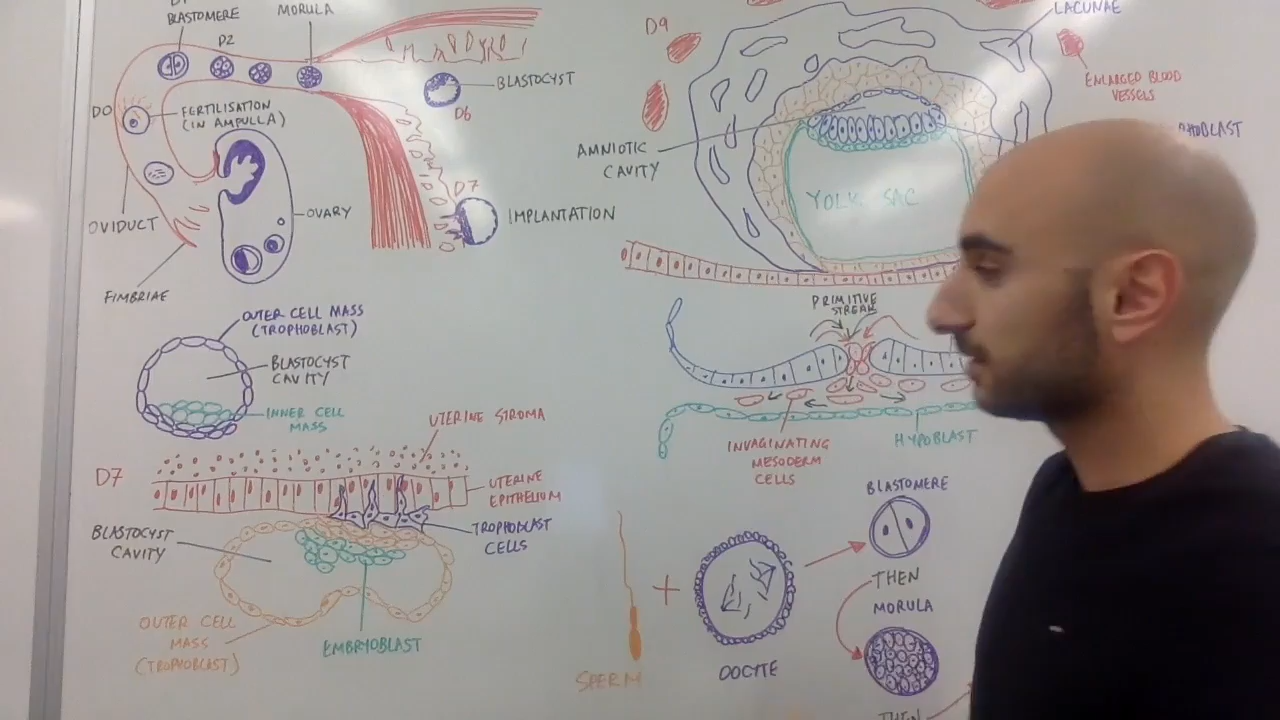 D1
BLASTOMERE
MORULA
D2
BLASTOCYST
D6
D0
FERTILISATION
(IN AMPULLA)
D7
IMPLANTATION
OVIDUCT
OVARY
FIMBRIAE
OUTER CELL MASS
(TROPHOBLAST)
BLASTOCYST
CAVITY
INNER CELL
MASS
D7
UTERINE STROMA
UTERINE
EPITHELIUM
TROPHOBLAST
CELLS
BLASTOCYST
CAVITY
OUTER CELL
MASS
(TROPHOBLAST)
EMBRYOBLAST
D9
LACUNAE
ENLARGED BLOOD
VESSELS
AMNIOTIC
CAVITY
YOLK SAC
PRIMITIVE
STREAK
INVAGINATING
MESODERM
CELLS
HYPOBLAST
BLASTOMERE
+
THEN
MORULA
SPERM
OOCYTE
THEN